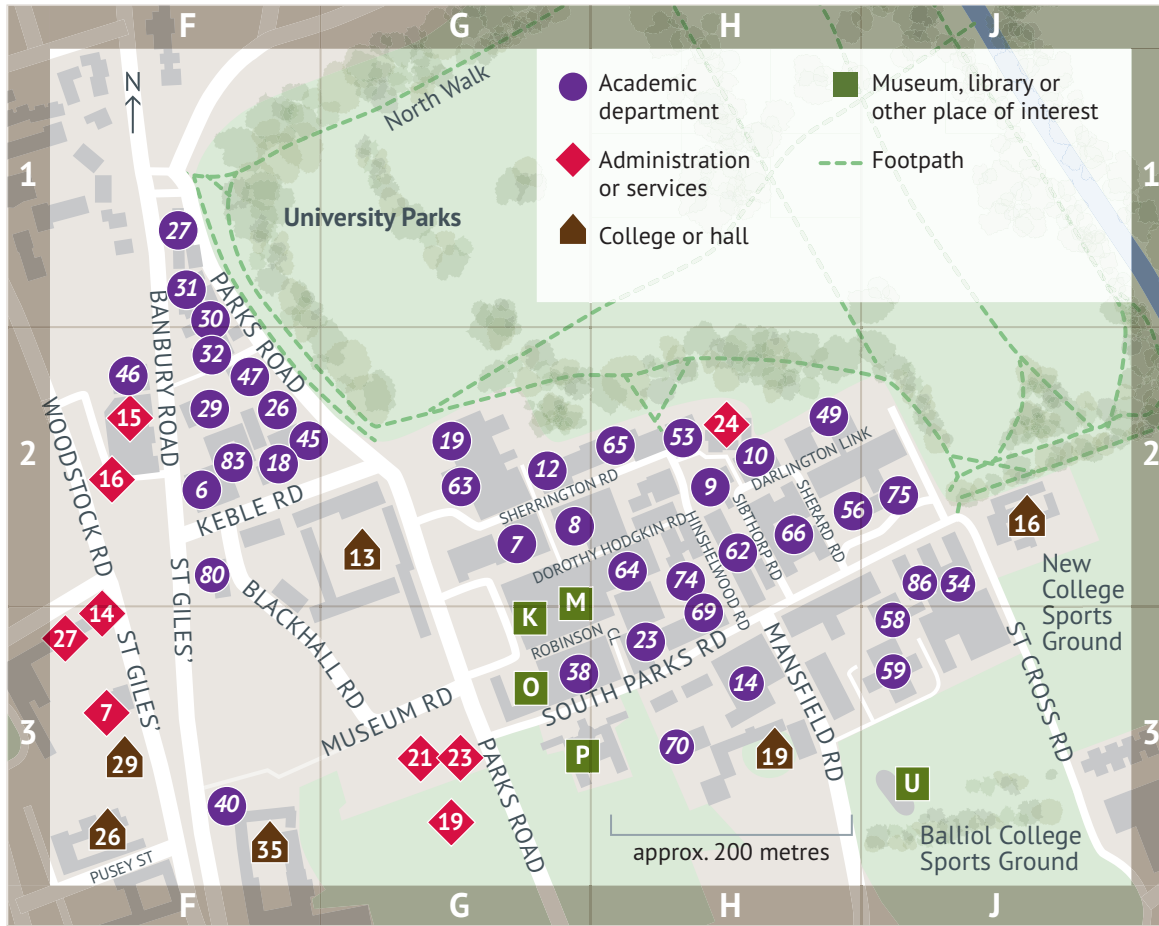 F
G
H
J
N
North Walk
Academic
department
Museum, library or
other place of interest
Administration
or services
Footpath
College or hall
1
1
University Parks
27
31
30
PARKS ROAD
BANBURY ROAD
32
46
47
15
29
26
WOODSTOCK RD
45
83
18
16
6
KEBLE RD
2
2
19
63
12
65
53
24
49
10
DARLINGTON LINK
SHERRINGTON RD
9
SIBTHORP RD
SHERARD RD
75
56
8
7
DOROTHY HODGKIN RD
HINSHELWOOD RD
66
62
16
13
80
ST GILES'
BLACKHALL RD
64
74
86
34
New
College
Sports
Ground
14
27
ST GILES'
K
M
69
58
ROBINSON CL
23
SOUTH PARKS RD
MANSFIELD RD
ST CROSS RD
38
O
14
59
7
MUSEUM RD
3
3
29
21
23
PARKS ROAD
P
70
19
U
40
19
26
35
PUSEY ST
approx. 200 metres
Balliol College
Sports Ground
F
G
H
J